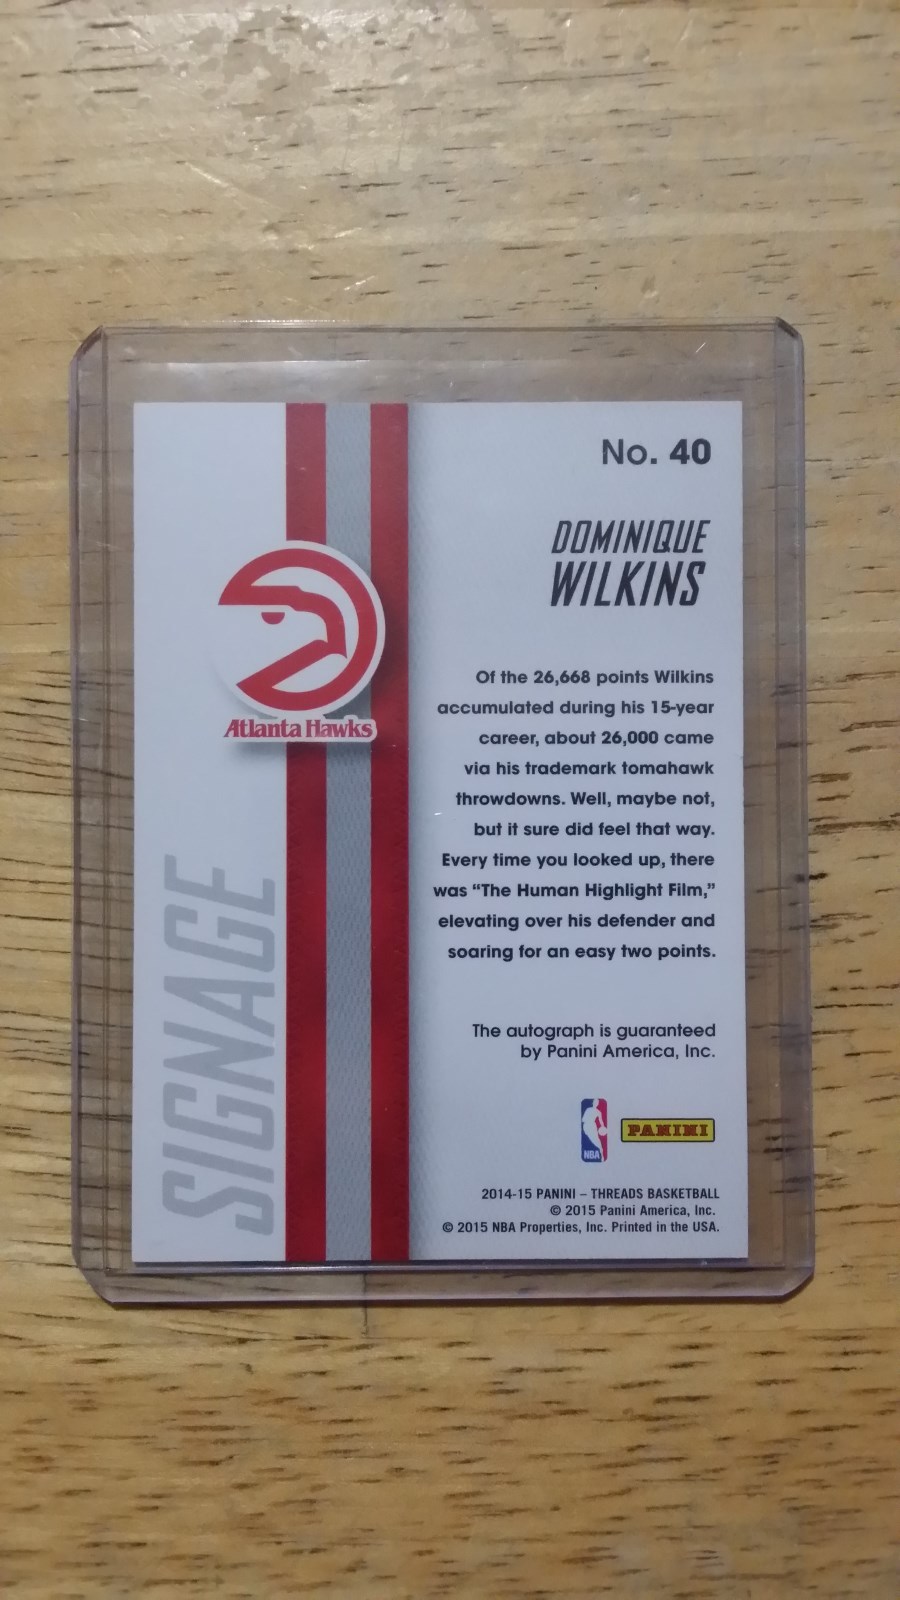 No. 40
DOMINIQUE
WILKINS
Atlanta Hawks
Of the 26,668 points Wilkins
accumulated during his 15-year
career, about 26,000 came
via his trademark tomahawk
throwdowns. Well, maybe not,
but it sure did feel that way.
Every time you looked up, there
was “The Human Highlight Film,”
elevating over his defender and
soaring for an easy two points.
SIGNAGE
The autograph is guaranteed
by Panini America, Inc.
NBA
PANINI
2014-15 PANINI – THREADS BASKETBALL
© 2015 Panini America, Inc.
© 2015 NBA Properties, Inc. Printed in the USA.